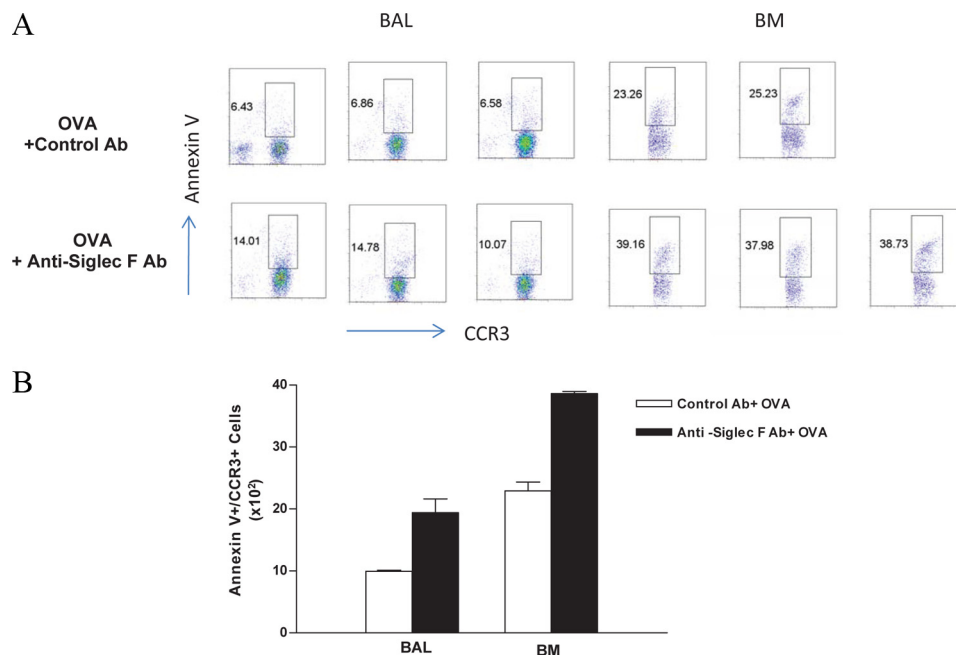 A
BAL
BM
OVA
+Control Ab
Annexin V
6.43
6.86
6.58
23.26
25.23
OVA
+ Anti-Siglec F Ab
14.01
14.78
10.07
39.16
37.98
38.73
CCR3
B
Annexin V+/CCR3+ Cells
(x10²)
40
30
20
10
0
BAL
BM
Control Ab+ OVA
Anti -Siglec F Ab+ OVA